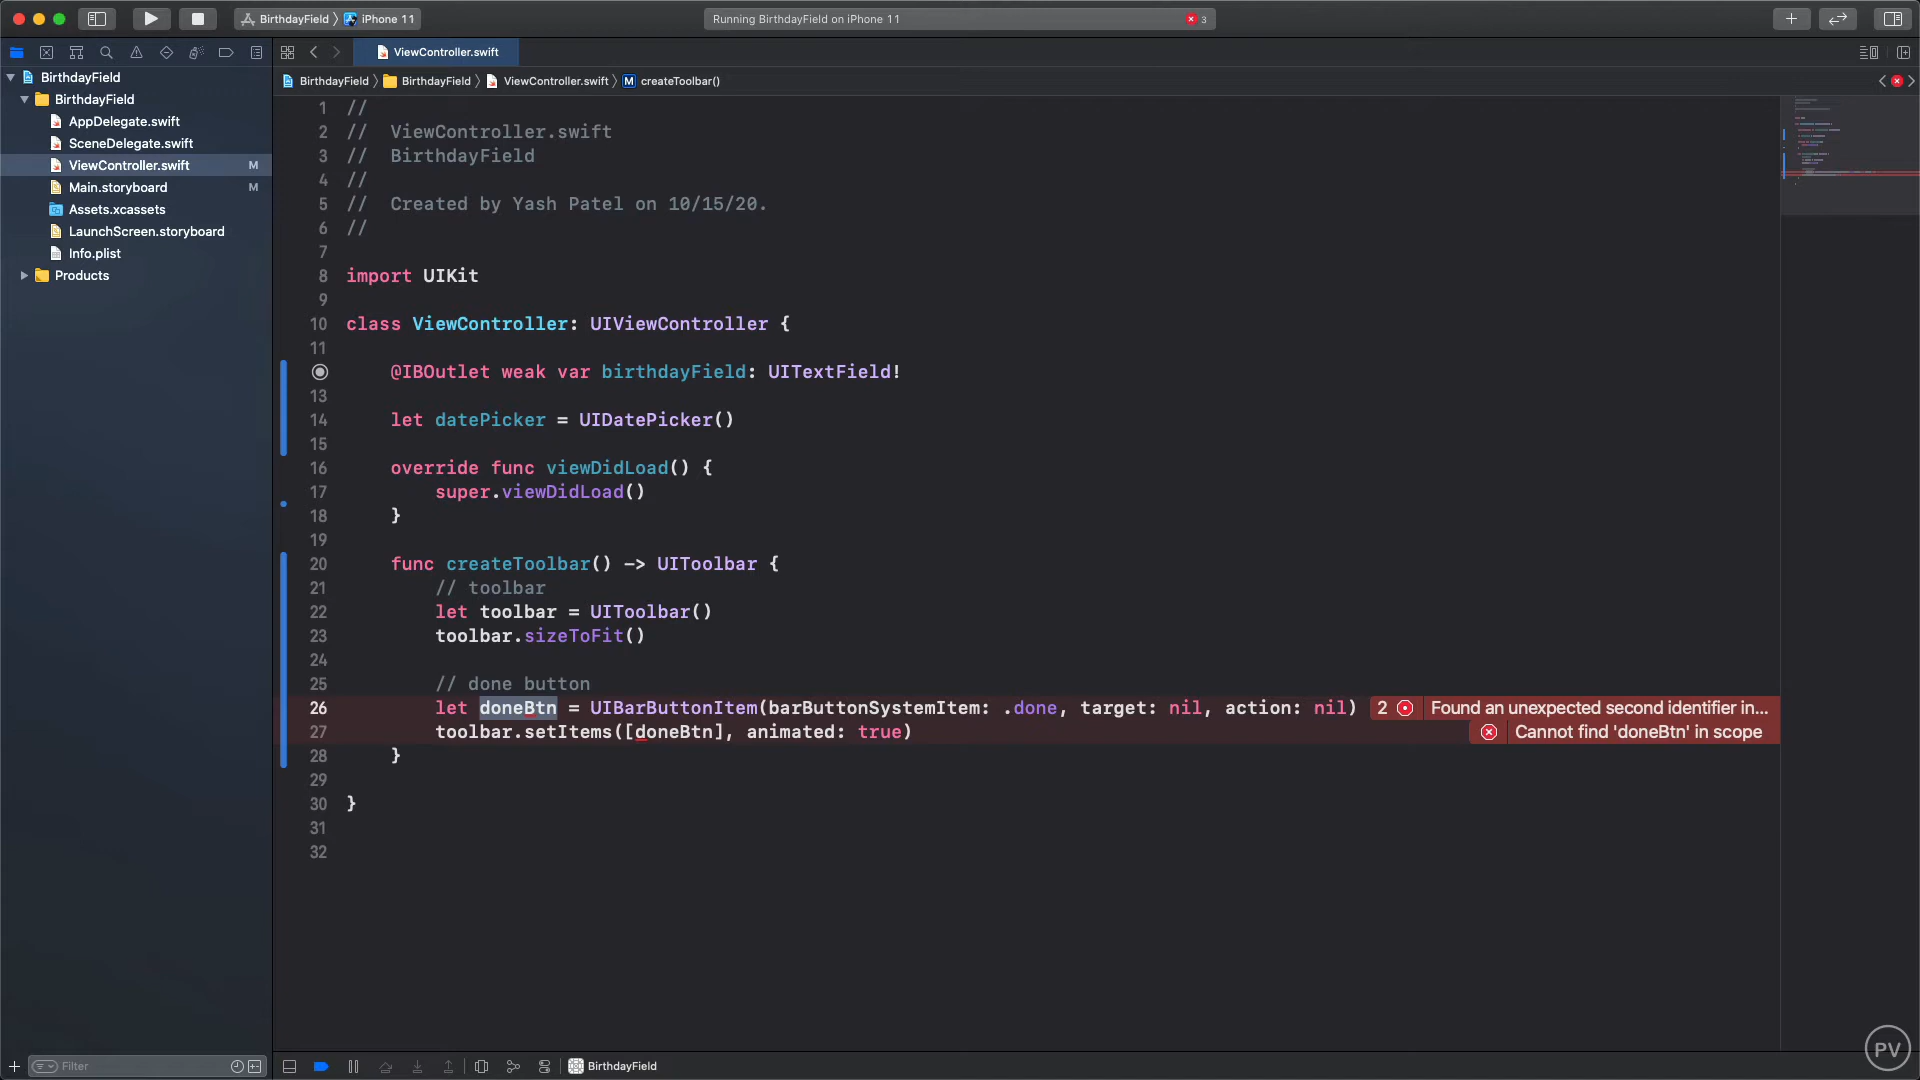 BirthdayField 〉 iPhone 11
Running BirthdayField on iPhone 11
3
ViewController.swift
BirthdayField 〉 BirthdayField 〉 ViewController.swift 〉 M createToolbar()
BirthdayField
BirthdayField
AppDelegate.swift
SceneDelegate.swift
ViewController.swift M
Main.storyboard M
Assets.xcassets
LaunchScreen.storyboard
Info.plist
Products
1 //
2 //  ViewController.swift
3 //  BirthdayField
4 //
5 //  Created by Yash Patel on 10/15/20.
6 //
7
8 import UIKit
9
10 class ViewController: UIViewController {
11
@IBOutlet weak var birthdayField: UITextField!
13
14 let datePicker = UIDatePicker()
15
16 override func viewDidLoad() {
17 super.viewDidLoad()
18 }
19
20 func createToolbar() -> UIToolbar {
21 // toolbar
22 let toolbar = UIToolbar()
23 toolbar.sizeToFit()
24
25 // done button
26 let doneBtn = UIBarButtonItem(barButtonSystemItem: .done, target: nil, action: nil) 2 Found an unexpected second identifier in...
27 toolbar.setItems([doneBtn], animated: true) Cannot find 'doneBtn' in scope
28 }
29
30 }
31
32
Filter
BirthdayField
PV